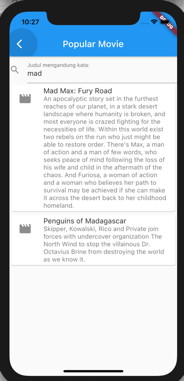 10:35
Popular Movie
Judul mengandung kata:
mad
Mad Max: Fury Road
An apocalyptic story set in the furthest
reaches of our planet, in a stark desert
landscape where humanity is broken, and
most everyone is crazed fighting for the
necessities of life. Within this world exist
two rebels on the run who just might be
able to restore order. There's Max, a man
of action and a man of few words, who
seeks peace of mind following the loss of
his wife and child in the aftermath of the
chaos. And Furiosa, a woman of action
and a woman who believes her path to
survival may be achieved if she can make
it across the desert back to her childhood
homeland.
Penguins of Madagascar
Skipper, Kowalski, Rico and Private join
forces with undercover organization The
North Wind to stop the villainous Dr.
Octavius Brine from destroying the world
as we know it.